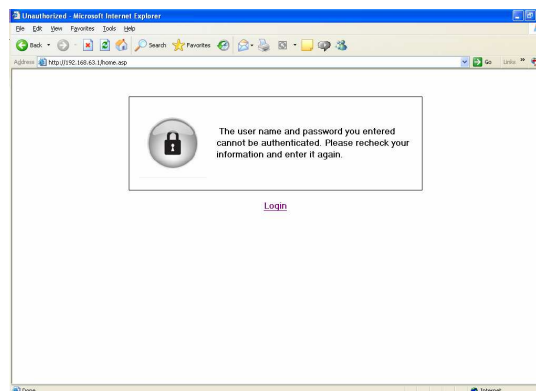 Unauthorized - Microsoft Internet Explorer
File Edit View Favorites Tools Help
Back Search Favorites
Address http://192.168.63.1/home.asp Go Links »
The user name and password you entered
cannot be authenticated. Please recheck your
information and enter it again.
Login
Done Internet